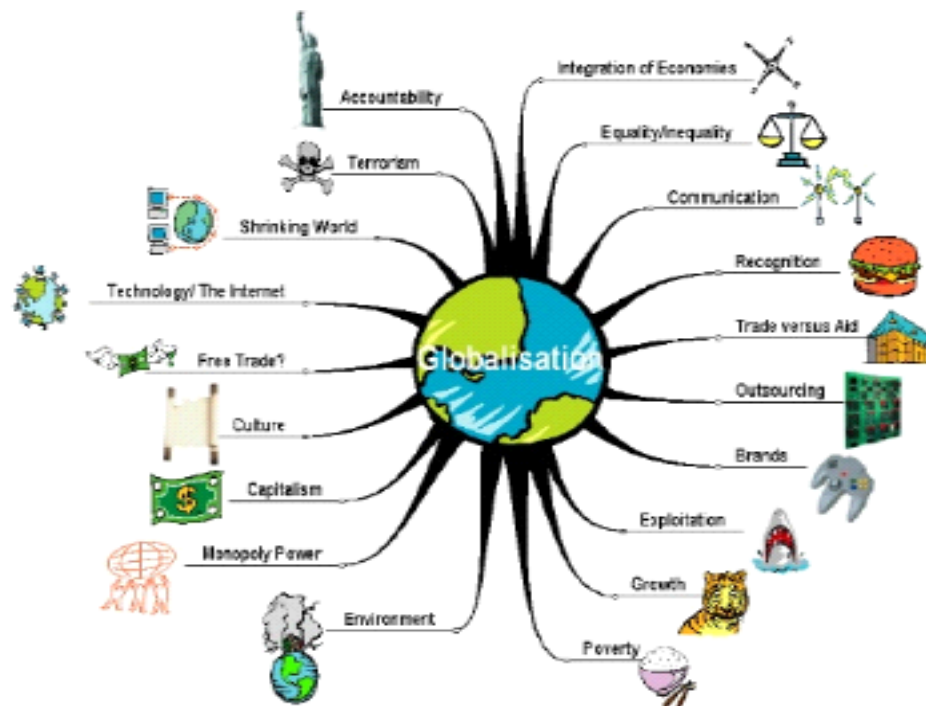 Integration of Economies
Accountability
Equality/Inequality
Terrorism
Communication
Shrinking World
Recognition
Technology/ The Internet
Trade versus Aid
Free Trade?
Globalisation
Outsourcing
Culture
Brands
Capitalism
Exploitation
Monopoly Power
Growth
Environment
Poverty